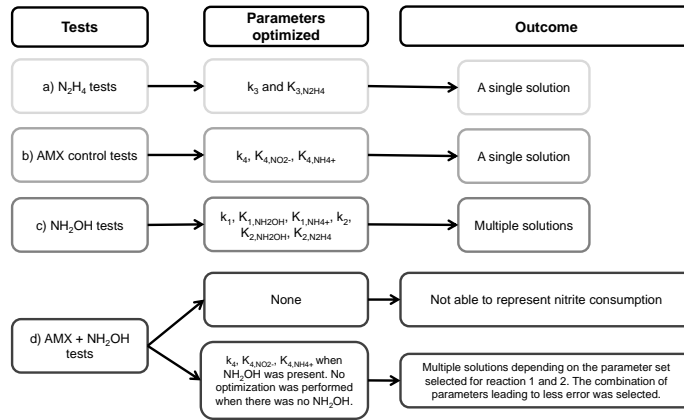 Tests
Parameters
optimized
Outcome
a) N₂H₄ tests
k₃ and K₃,N2H4
A single solution
b) AMX control tests
k₄, K₄,NO2-, K₄,NH4+
A single solution
c) NH₂OH tests
k₁, K₁,NH2OH, K₁,NH4+, k₂,
K₂,NH2OH, K₂,N2H4
Multiple solutions
d) AMX + NH₂OH
tests
None
Not able to represent nitrite consumption
k₄, K₄,NO2-, K₄,NH4+ when
NH₂OH was present. No
optimization was performed
when there was no NH₂OH.
Multiple solutions depending on the parameter set
selected for reaction 1 and 2. The combination of
parameters leading to less error was selected.